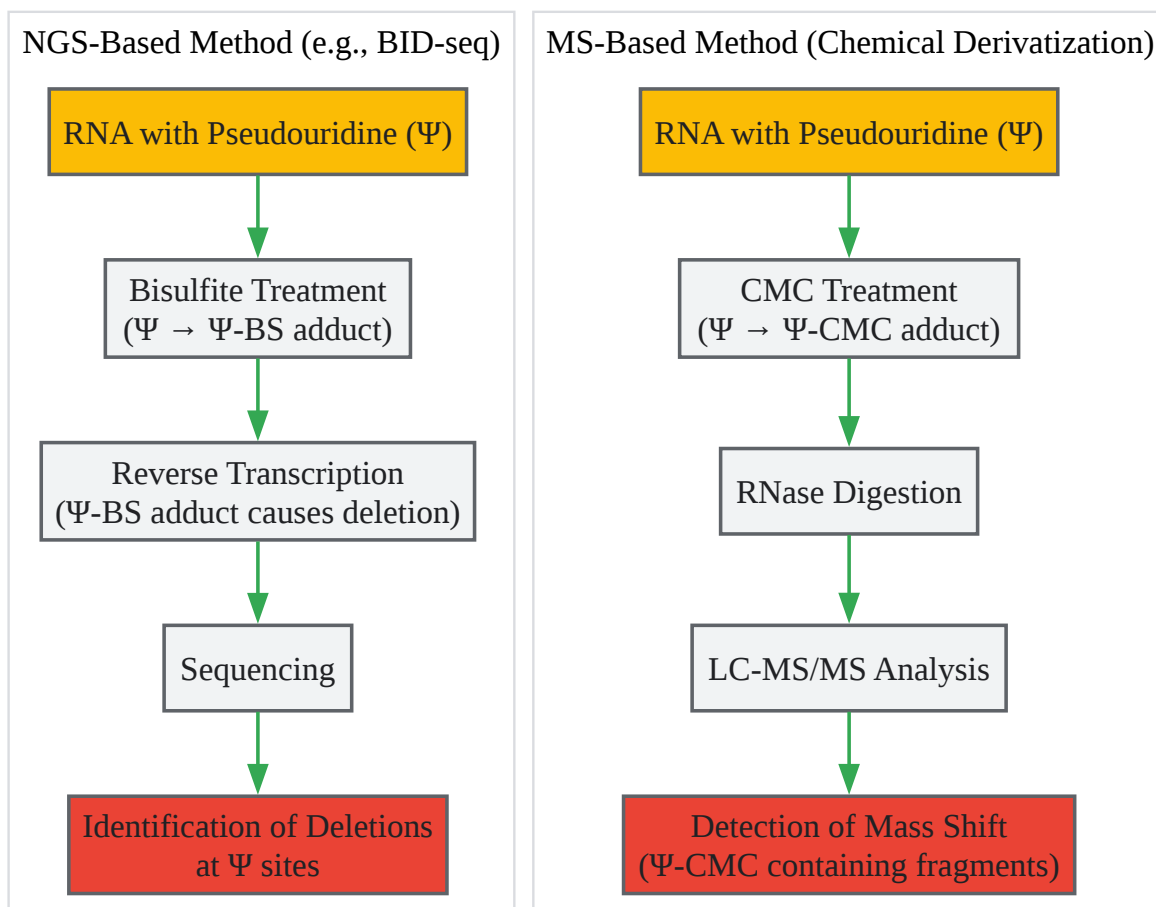 NGS-Based Method (e.g., BID-seq)
RNA with Pseudouridine (Ψ)
Bisulfite Treatment
(Ψ → Ψ-BS adduct)
Reverse Transcription
(Ψ-BS adduct causes deletion)
Sequencing
Identification of Deletions
at Ψ sites
MS-Based Method (Chemical Derivatization)
RNA with Pseudouridine (Ψ)
CMC Treatment
(Ψ → Ψ-CMC adduct)
RNase Digestion
LC-MS/MS Analysis
Detection of Mass Shift
(Ψ-CMC containing fragments)